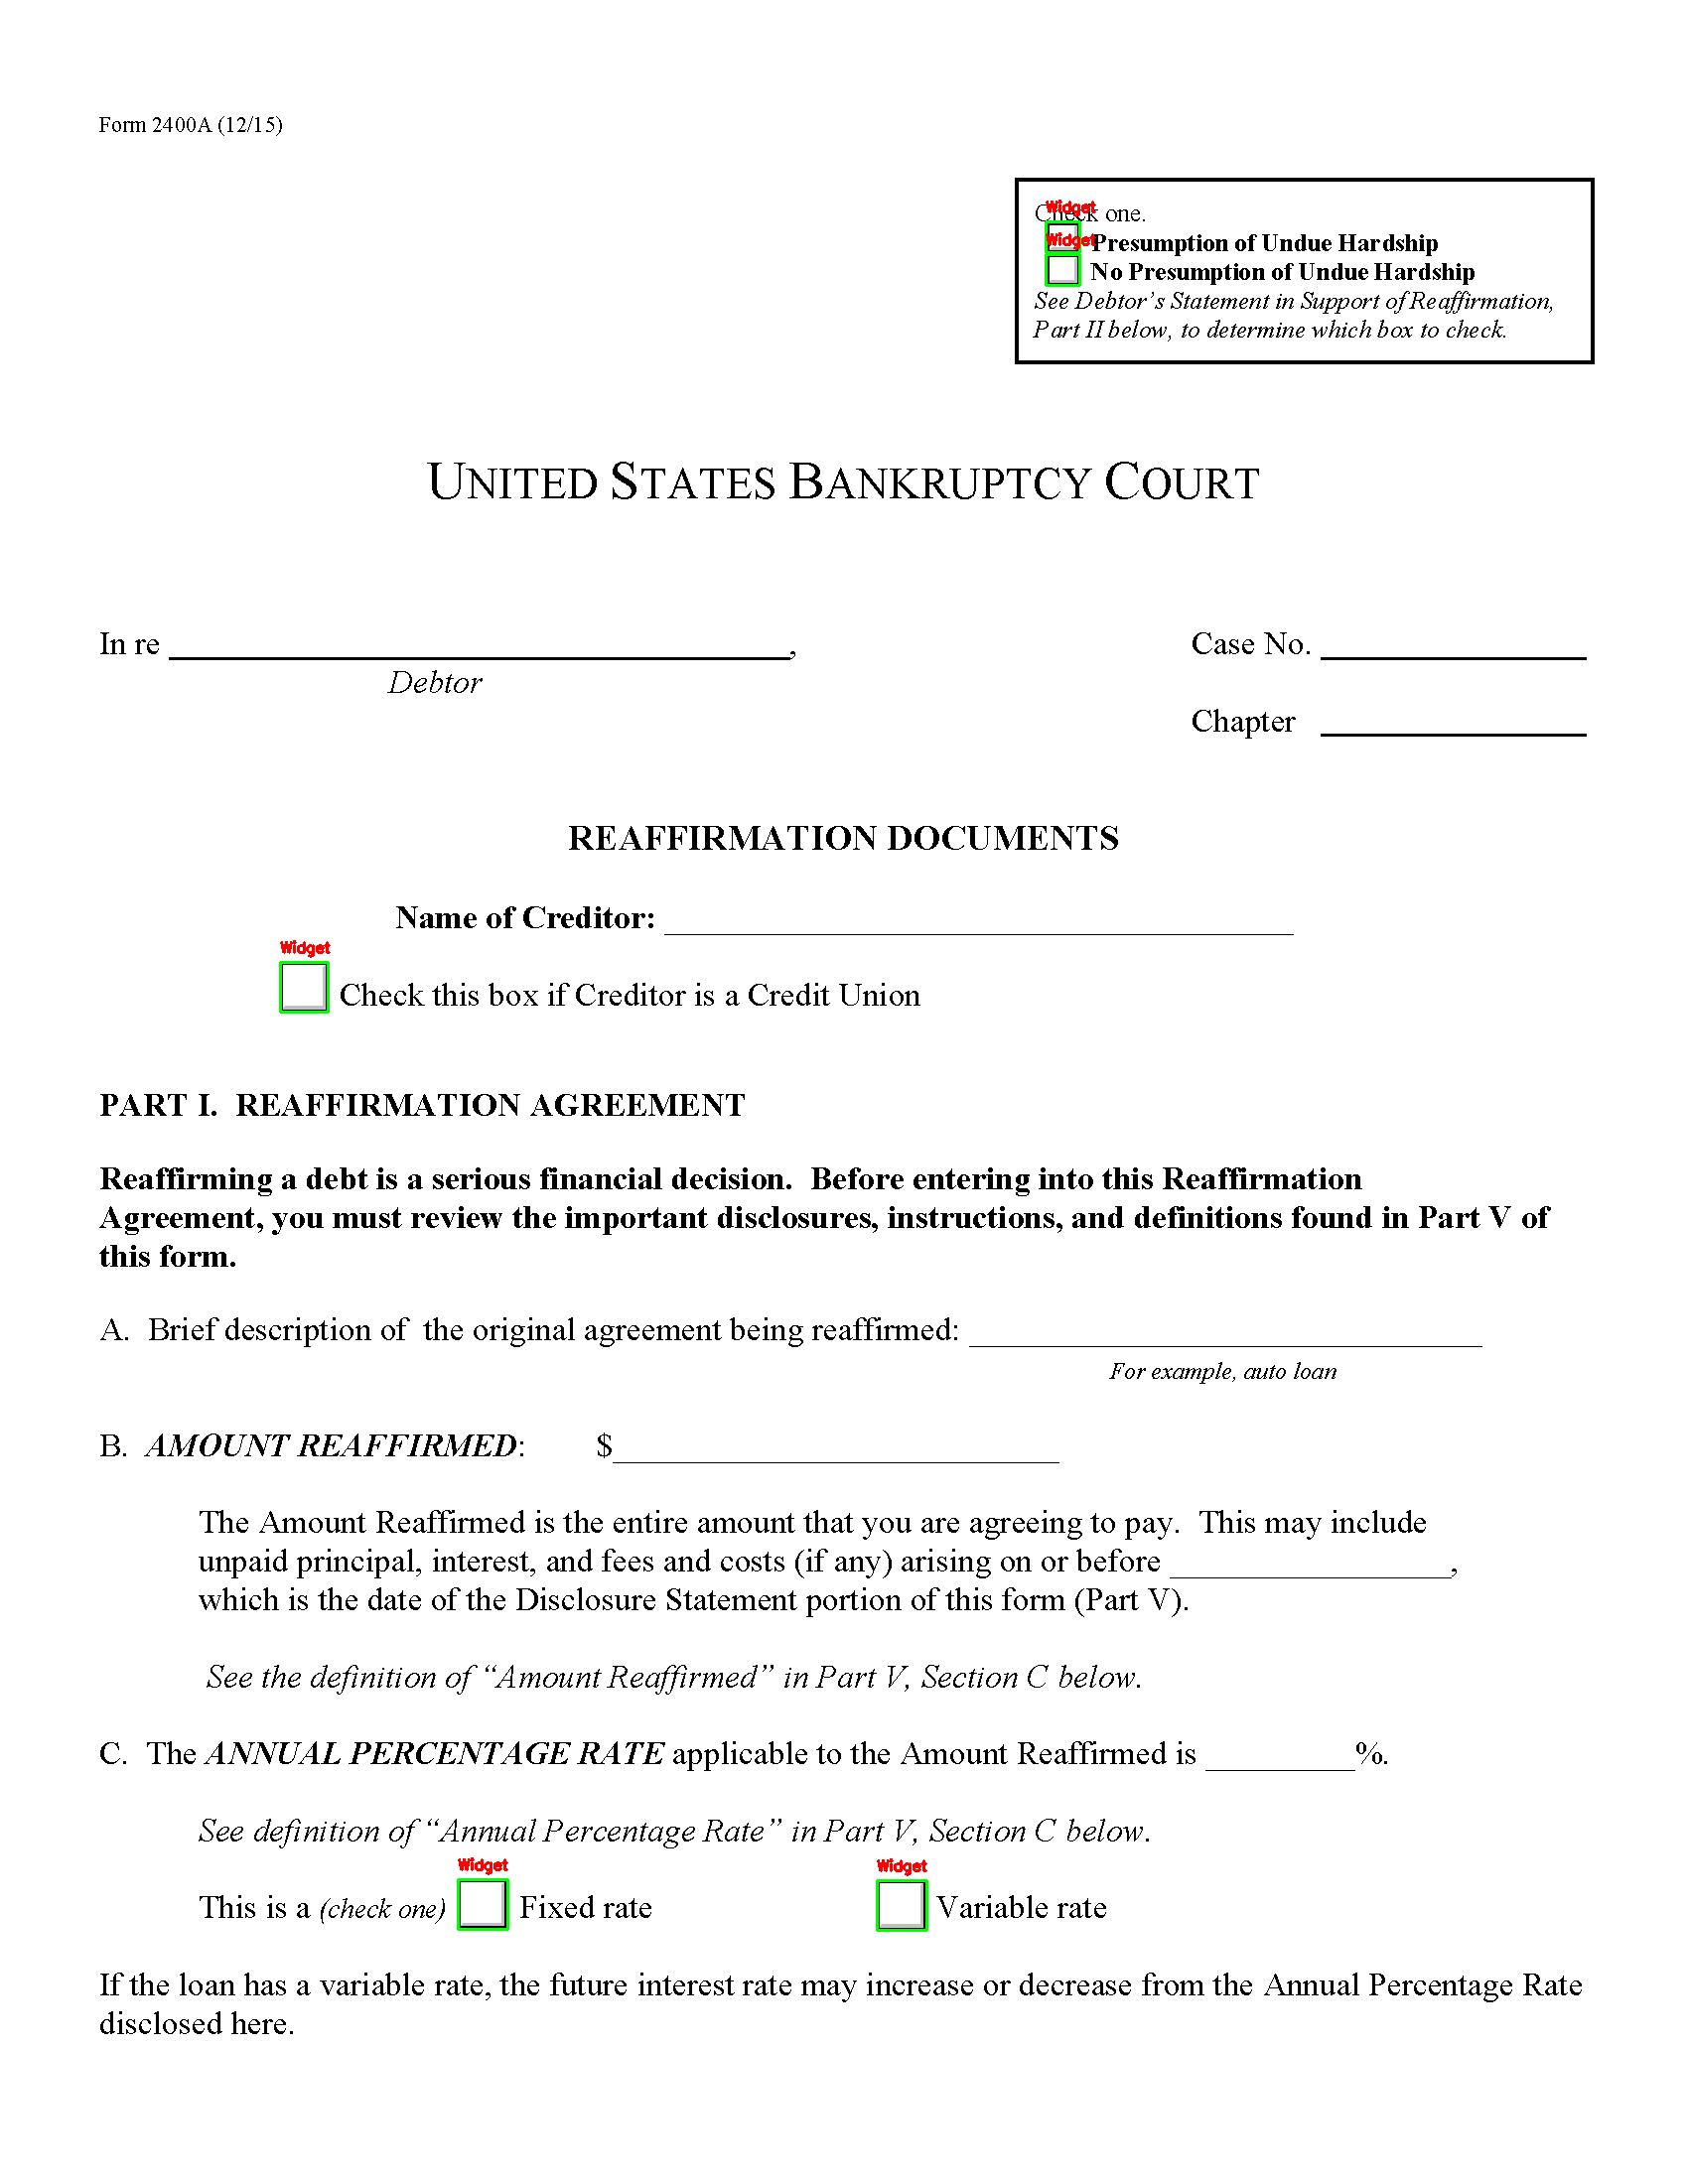 Form 2400A (12/15)
Widget
Check one.
Widget
Presumption of Undue Hardship
No Presumption of Undue Hardship
See Debtor’s Statement in Support of Reaffirmation,
Part II below, to determine which box to check.
UNITED STATES BANKRUPTCY COURT
In re ,
Case No.
Debtor
Chapter
REAFFIRMATION DOCUMENTS
Name of Creditor:
Widget
Check this box if Creditor is a Credit Union
PART I. REAFFIRMATION AGREEMENT
Reaffirming a debt is a serious financial decision. Before entering into this Reaffirmation
Agreement, you must review the important disclosures, instructions, and definitions found in Part V of
this form.
A. Brief description of the original agreement being reaffirmed:
For example, auto loan
B. AMOUNT REAFFIRMED: $
The Amount Reaffirmed is the entire amount that you are agreeing to pay. This may include
unpaid principal, interest, and fees and costs (if any) arising on or before ,
which is the date of the Disclosure Statement portion of this form (Part V).
See the definition of “Amount Reaffirmed” in Part V, Section C below.
C. The ANNUAL PERCENTAGE RATE applicable to the Amount Reaffirmed is %.
See definition of “Annual Percentage Rate” in Part V, Section C below.
Widget Widget
This is a (check one) Fixed rate Variable rate
If the loan has a variable rate, the future interest rate may increase or decrease from the Annual Percentage Rate
disclosed here.